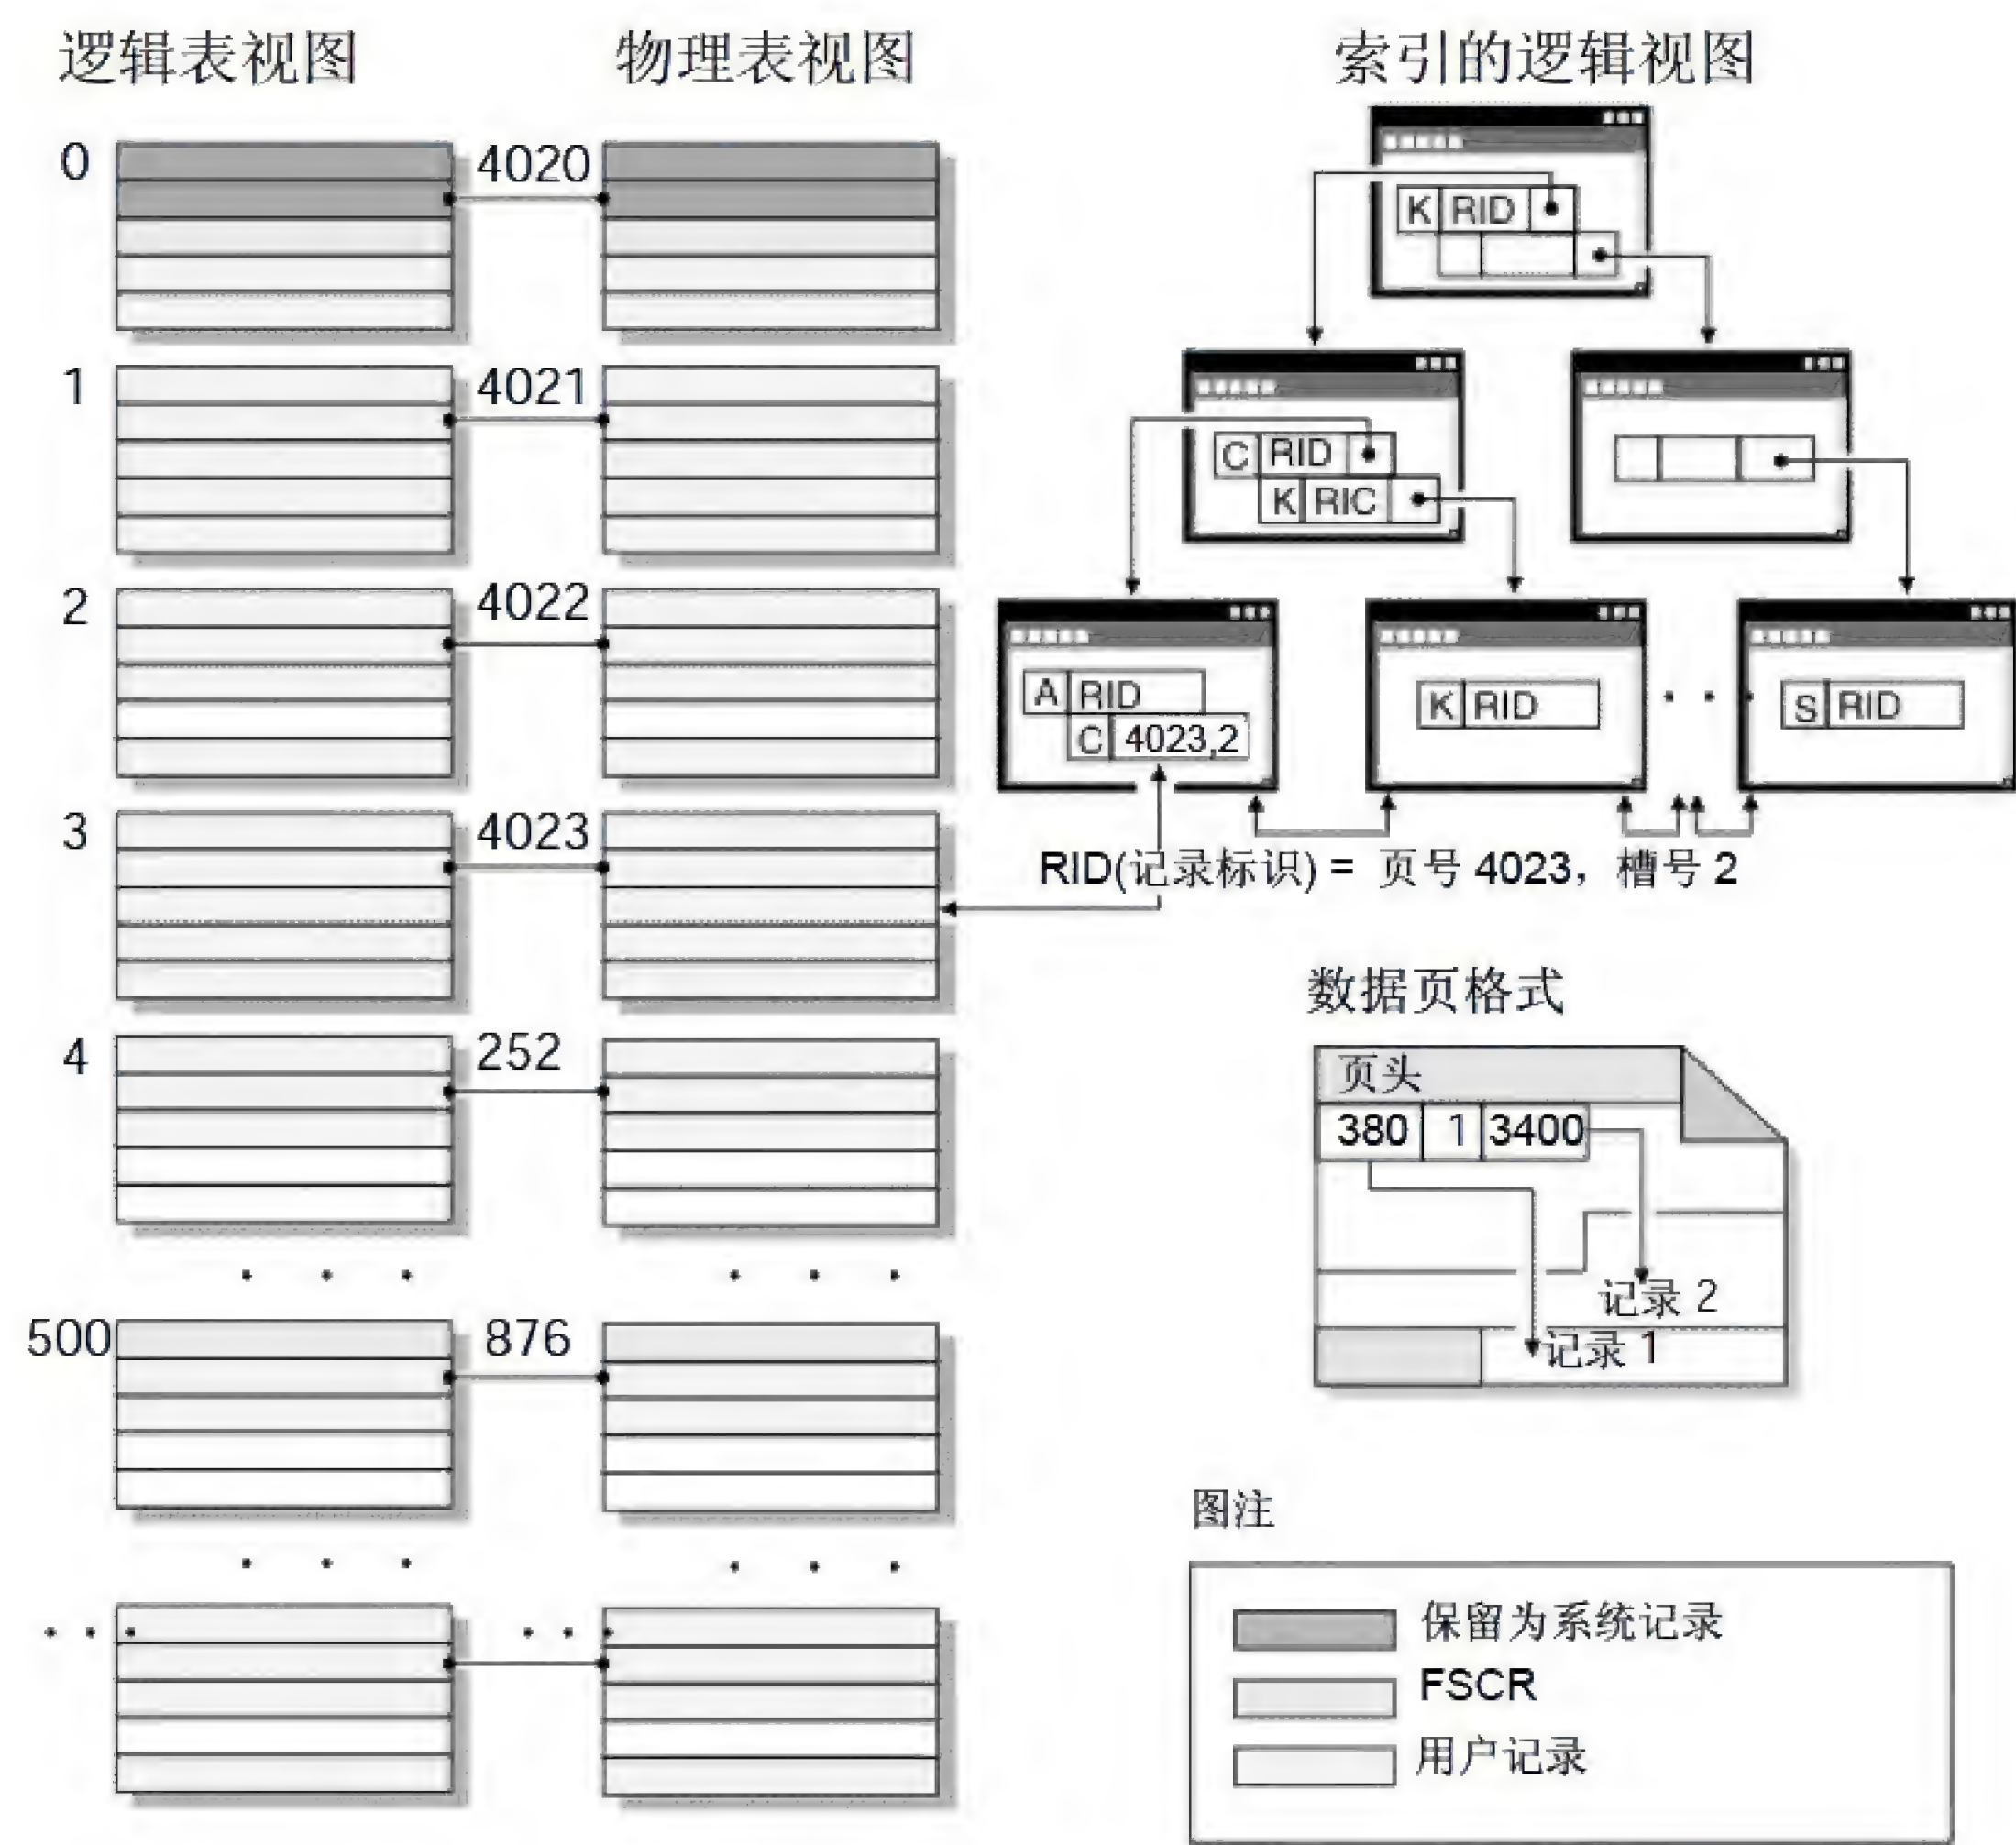 逻辑表视图
物理表视图
0
4020
1
4021
2
4022
3
4023
4
252
500
876
索引的逻辑视图
K RID
C RID
K RIC
A RID
C 4023,2
K RID
S RID
RID(记录标识) = 页号 4023，槽号 2
数据页格式
页头
380 1 3400
记录 2
记录 1
图注
保留为系统记录
FSCR
用户记录